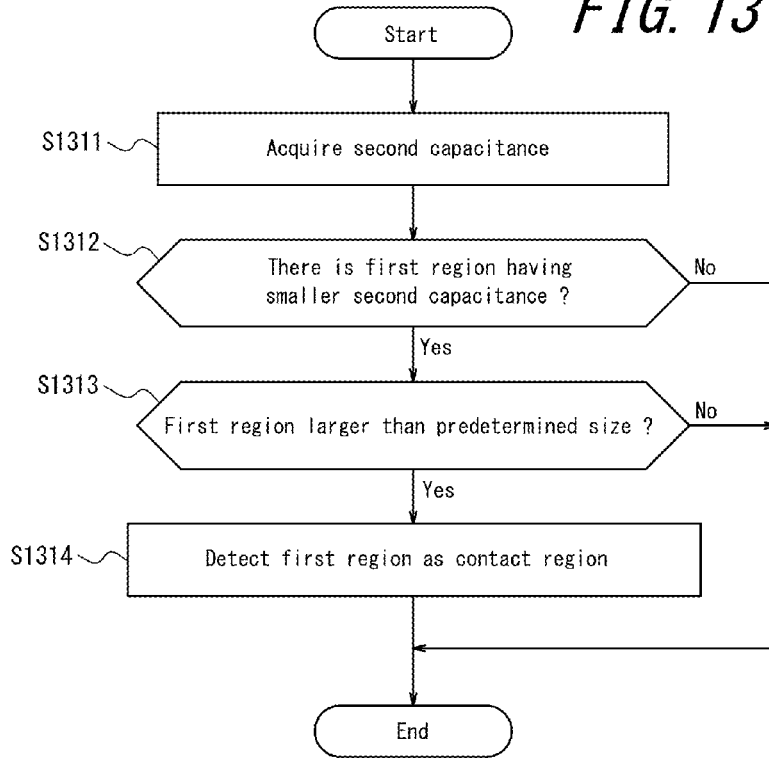 FIG. 13
Start
S1311
Acquire second capacitance
S1312
There is first region having
smaller second capacitance ?
No
Yes
S1313
First region larger than predetermined size ?
No
Yes
S1314
Detect first region as contact region
End